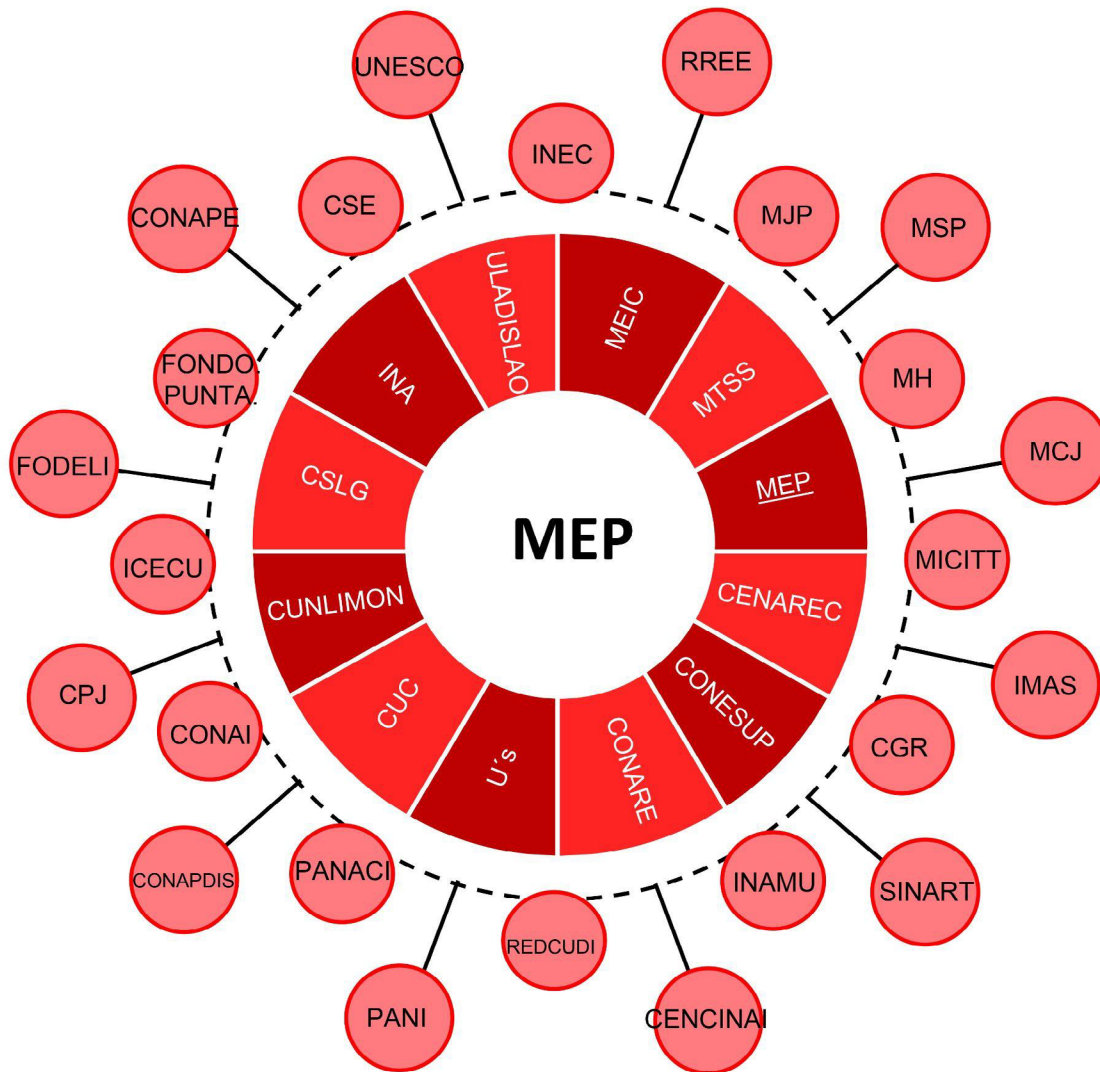 UNESCO
RREE
INEC
CSE
MJP
MSP
CONAPE
ULADISLAO
MEIC
INA
MTSS
FONDO.
PUNTA.
MH
MCJ
FODELI
CSLG
MEP
MEP
ICECU
MICITT
CUNLIMON
CENAREC
CPJ
IMAS
CONAI
CUC
CONESUP
CGR
U´s
CONARE
CONAPDIS
PANACI
INAMU
SINART
REDCUDI
PANI
CENCINAI